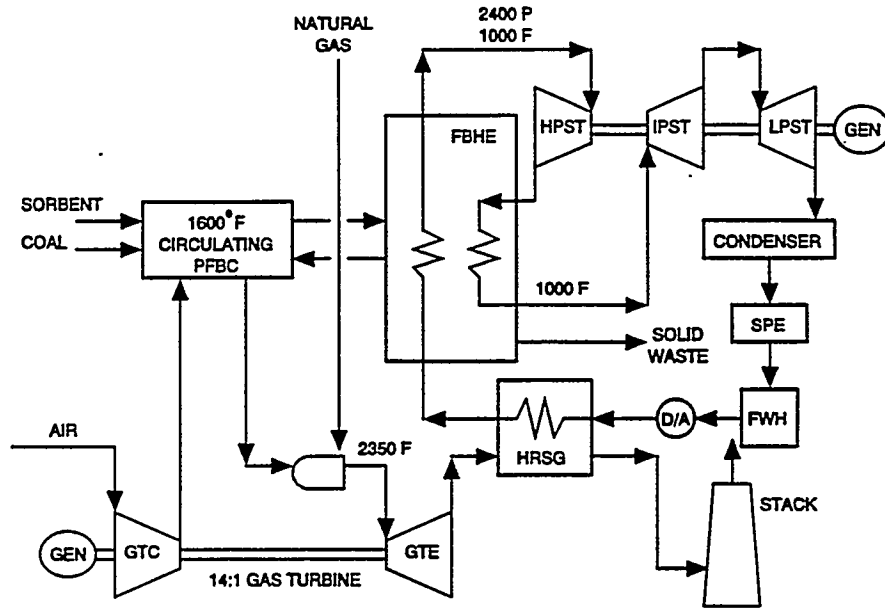 NATURAL
GAS
2400 P
1000 F
HPST
IPST
LPST
GEN
FBHE
SORBENT
COAL
1600° F
CIRCULATING
PFBC
CONDENSER
1000 F
SPE
SOLID
WASTE
D/A
FWH
HRSG
AIR
2350 F
STACK
GEN
GTC
GTE
14:1 GAS TURBINE